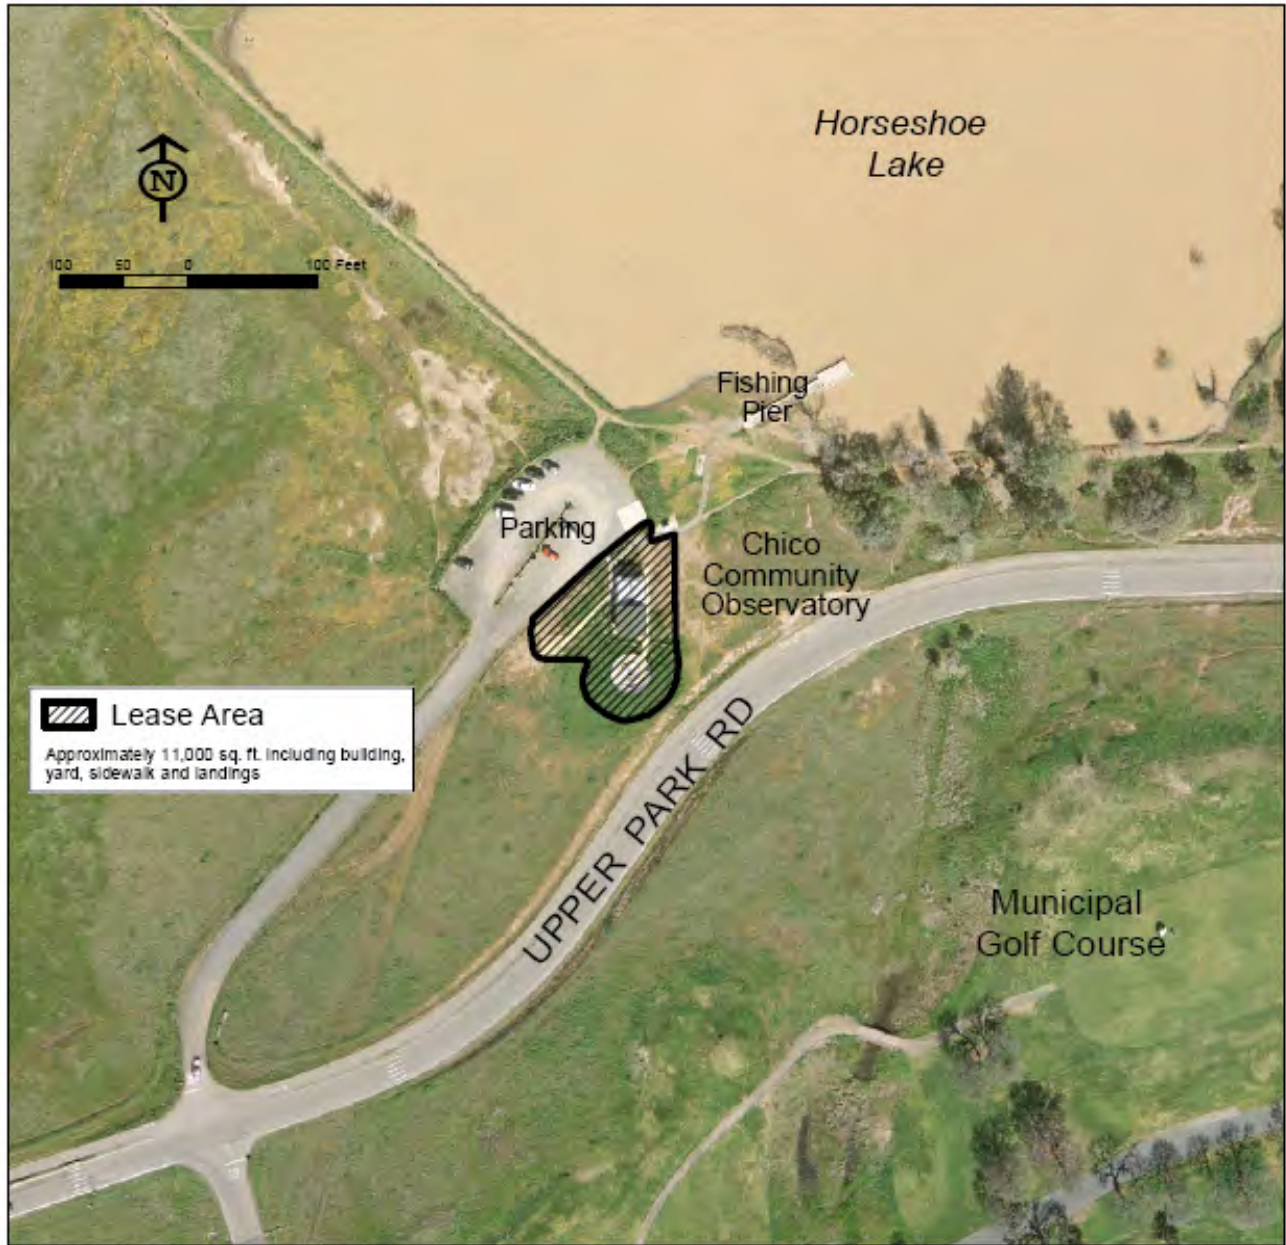 Horseshoe
Lake
N
100 50 0 100 Feet
Fishing
Pier
Parking
Chico
Community
Observatory
Lease Area
Approximately 11,000 sq. ft. including building,
yard, sidewalk and landings
UPPER PARK RD
Municipal
Golf Course